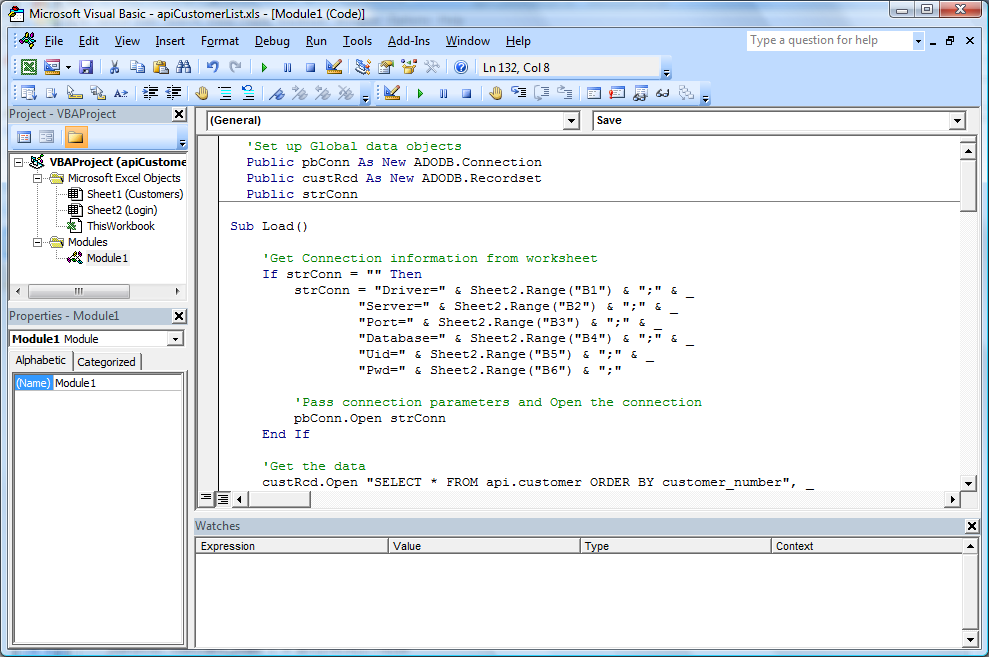 Microsoft Visual Basic - apiCustomerList.xls - [Module1 (Code)]
File Edit View Insert Format Debug Run Tools Add-Ins Window Help
Type a question for help
Ln 132, Col 8
Project - VBAProject
VBAProject (apiCustome
Microsoft Excel Objects
Sheet1 (Customers)
Sheet2 (Login)
ThisWorkbook
Modules
Module1
Properties - Module1
Module1 Module
Alphabetic Categorized
(Name) Module1
(General) Save
'Set up Global data objects
Public pbConn As New ADODB.Connection
Public custRcd As New ADODB.Recordset
Public strConn
Sub Load()
'Get Connection information from worksheet
If strConn = "" Then
strConn = "Driver=" & Sheet2.Range("B1") & ";" & _
"Server=" & Sheet2.Range("B2") & ";" & _
"Port=" & Sheet2.Range("B3") & ";" & _
"Database=" & Sheet2.Range("B4") & ";" & _
"Uid=" & Sheet2.Range("B5") & ";" & _
"Pwd=" & Sheet2.Range("B6") & ";"
'Pass connection parameters and Open the connection
pbConn.Open strConn
End If
'Get the data
custRcd.Open "SELECT * FROM api.customer ORDER BY customer_number", _
Watches
Expression Value Type Context